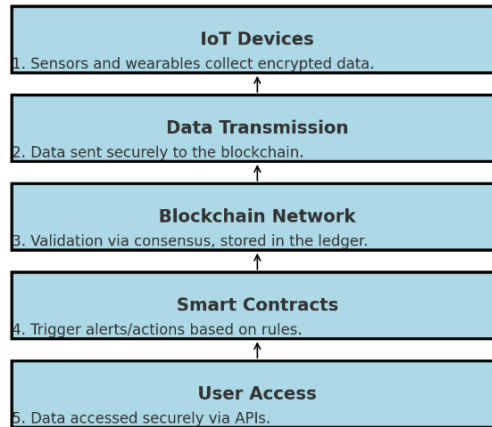 IoT Devices
1. Sensors and wearables collect encrypted data.
Data Transmission
2. Data sent securely to the blockchain.
Blockchain Network
3. Validation via consensus, stored in the ledger.
Smart Contracts
4. Trigger alerts/actions based on rules.
User Access
5. Data accessed securely via APIs.